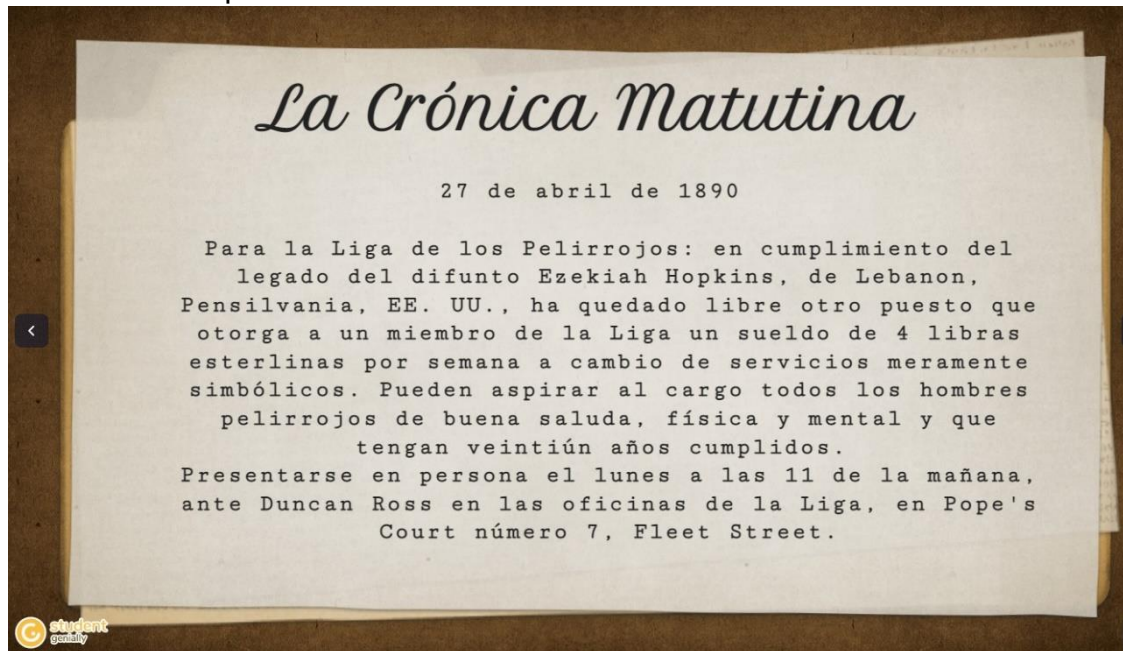 La Crónica Matutina
27 de abril de 1890
Para la Liga de los Pelirrojos: en cumplimiento del
legado del difunto Ezekiah Hopkins, de Lebanon,
Pensilvania, EE. UU., ha quedado libre otro puesto que
otorga a un miembro de la Liga un sueldo de 4 libras
esterlinas por semana a cambio de servicios meramente
simbólicos. Pueden aspirar al cargo todos los hombres
pelirrojos de buena saluda, física y mental y que
tengan veintiún años cumplidos.
Presentarse en persona el lunes a las 11 de la mañana,
ante Duncan Ross en las oficinas de la Liga, en Pope's
Court número 7, Fleet Street.
student
genially